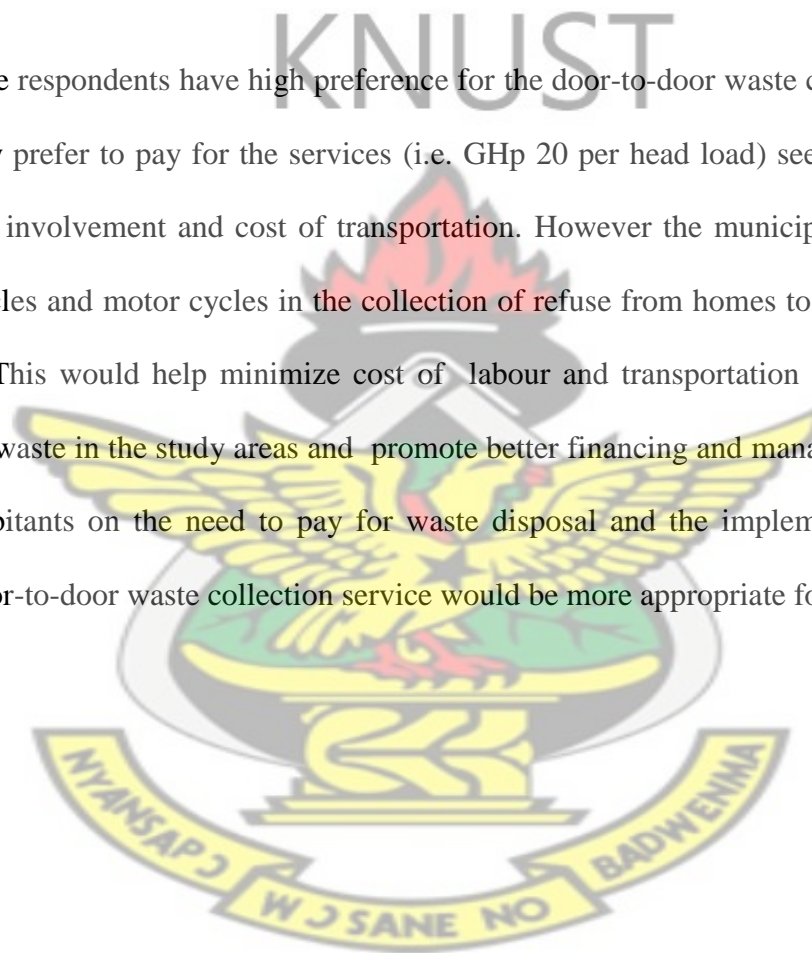 KNUST
e respondents have high preference for the door-to-door waste c
y prefer to pay for the services (i.e. GHp 20 per head load) see
involvement and cost of transportation. However the municip
cles and motor cycles in the collection of refuse from homes to
This would help minimize cost of labour and transportation
waste in the study areas and promote better financing and mana
bitants on the need to pay for waste disposal and the implem
or-to-door waste collection service would be more appropriate fo
NYANSAPƆ
WƆ SANE NO
BADWENMA